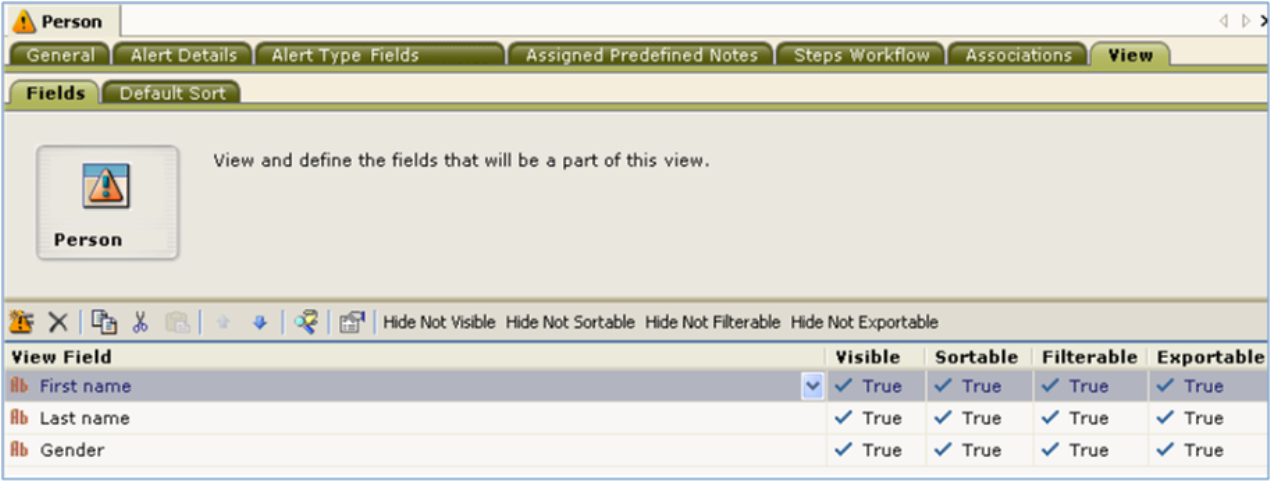 Person
General Alert Details Alert Type Fields Assigned Predefined Notes Steps Workflow Associations View
Fields Default Sort
View and define the fields that will be a part of this view.
Person
Hide Not Visible Hide Not Sortable Hide Not Filterable Hide Not Exportable
View Field Visible Sortable Filterable Exportable
Ab First name True True True True
Ab Last name True True True True
Ab Gender True True True True